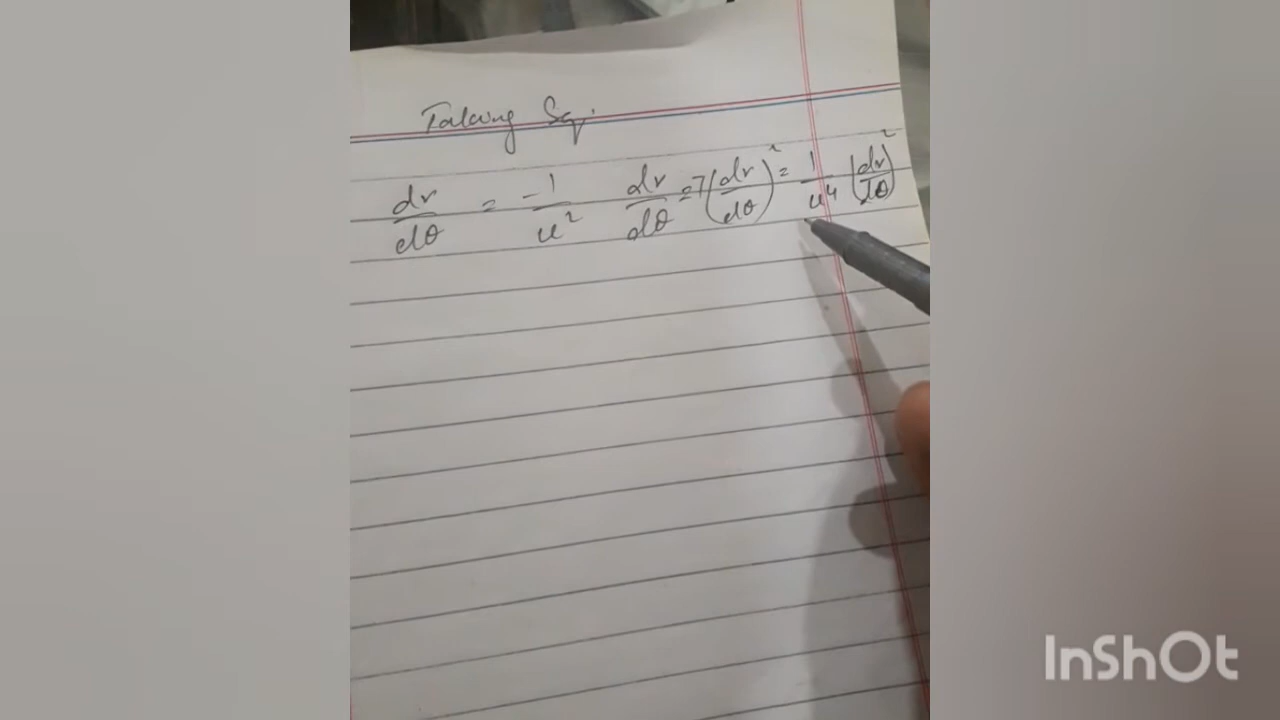 Taking Sq.
dr/dθ = -1/u² dr/dθ => (dr/dθ)² = 1/u⁴ (dr/dθ)²
InShOt